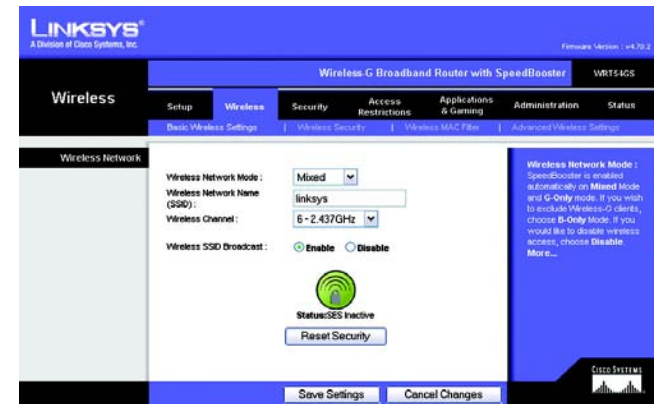 LINKSYS®
A Division of Cisco Systems, Inc.
Firmware Version : v4.70.2
Wireless-G Broadband Router with SpeedBooster WRT54GS
Wireless
Setup Wireless Security Access Restrictions Applications & Gaming Administration Status
Basic Wireless Settings | Wireless Security | Wireless MAC Filter | Advanced Wireless Settings
Wireless Network
Wireless Network Mode : Mixed
Wireless Network Name (SSID) : linksys
Wireless Channel : 6 - 2.437GHz
Wireless SSID Broadcast : Enable Disable
Status:SES Inactive
Reset Security
Wireless Network Mode :
SpeedBooster is enabled
automatically on Mixed Mode
and G-Only mode. If you wish
to exclude Wireless-G clients,
choose B-Only Mode. If you
would like to disable wireless
access, choose Disable.
More...
Save Settings Cancel Changes
CISCO SYSTEMS